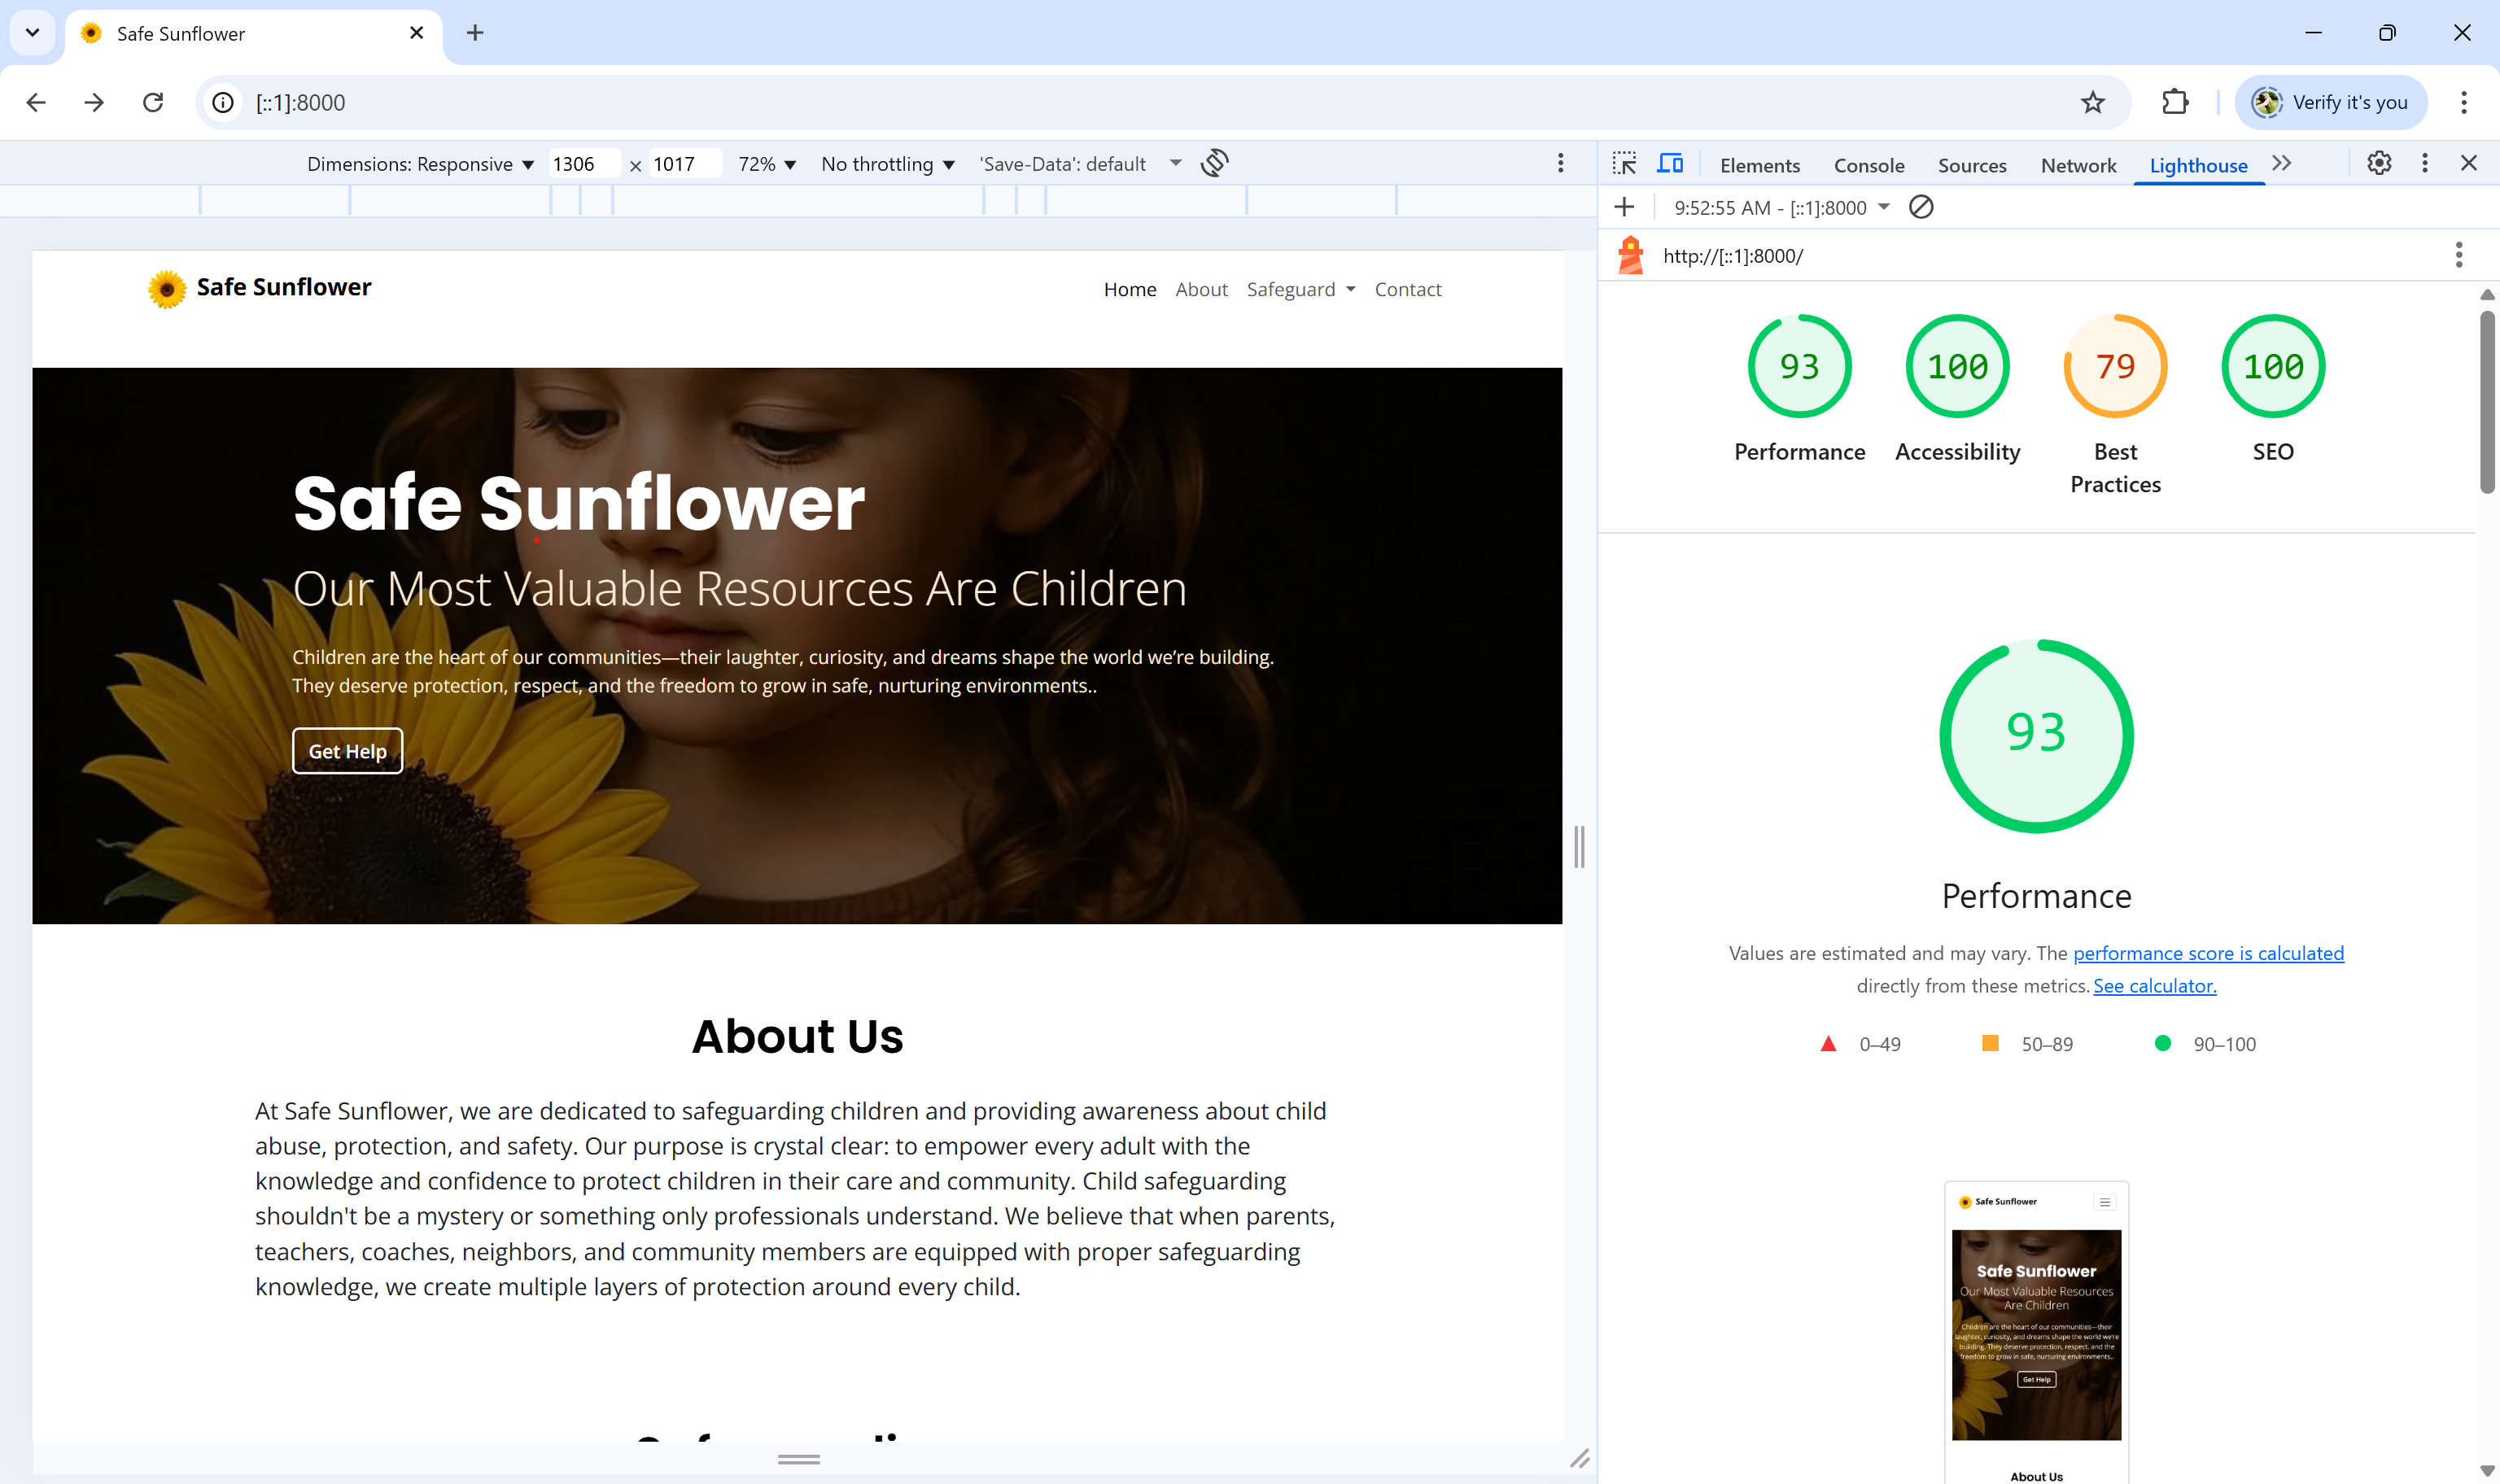 Safe Sunflower
[::1]:8000
Verify it's you
Dimensions: Responsive 1306 × 1017 72% No throttling 'Save-Data': default
Elements Console Sources Network Lighthouse
9:52:55 AM - [::1]:8000
http://[::1]:8000/
Safe Sunflower
Home About Safeguard Contact
Safe Sunflower
Our Most Valuable Resources Are Children
Children are the heart of our communities—their laughter, curiosity, and dreams shape the world we’re building.
They deserve protection, respect, and the freedom to grow in safe, nurturing environments..
Get Help
About Us
At Safe Sunflower, we are dedicated to safeguarding children and providing awareness about child
abuse, protection, and safety. Our purpose is crystal clear: to empower every adult with the
knowledge and confidence to protect children in their care and community. Child safeguarding
shouldn't be a mystery or something only professionals understand. We believe that when parents,
teachers, coaches, neighbors, and community members are equipped with proper safeguarding
knowledge, we create multiple layers of protection around every child.
93 100 79 100
Performance Accessibility Best Practices SEO
93
Performance
Values are estimated and may vary. The performance score is calculated
directly from these metrics. See calculator.
0–49 50–89 90–100
Safe Sunflower
Safe Sunflower
Our Most Valuable Resources
Are Children
Children are the heart of our communities—their
laughter, curiosity, and dreams shape the world we’re
building. They deserve protection, respect, and the
freedom to grow in safe, nurturing environments..
Get Help
About Us